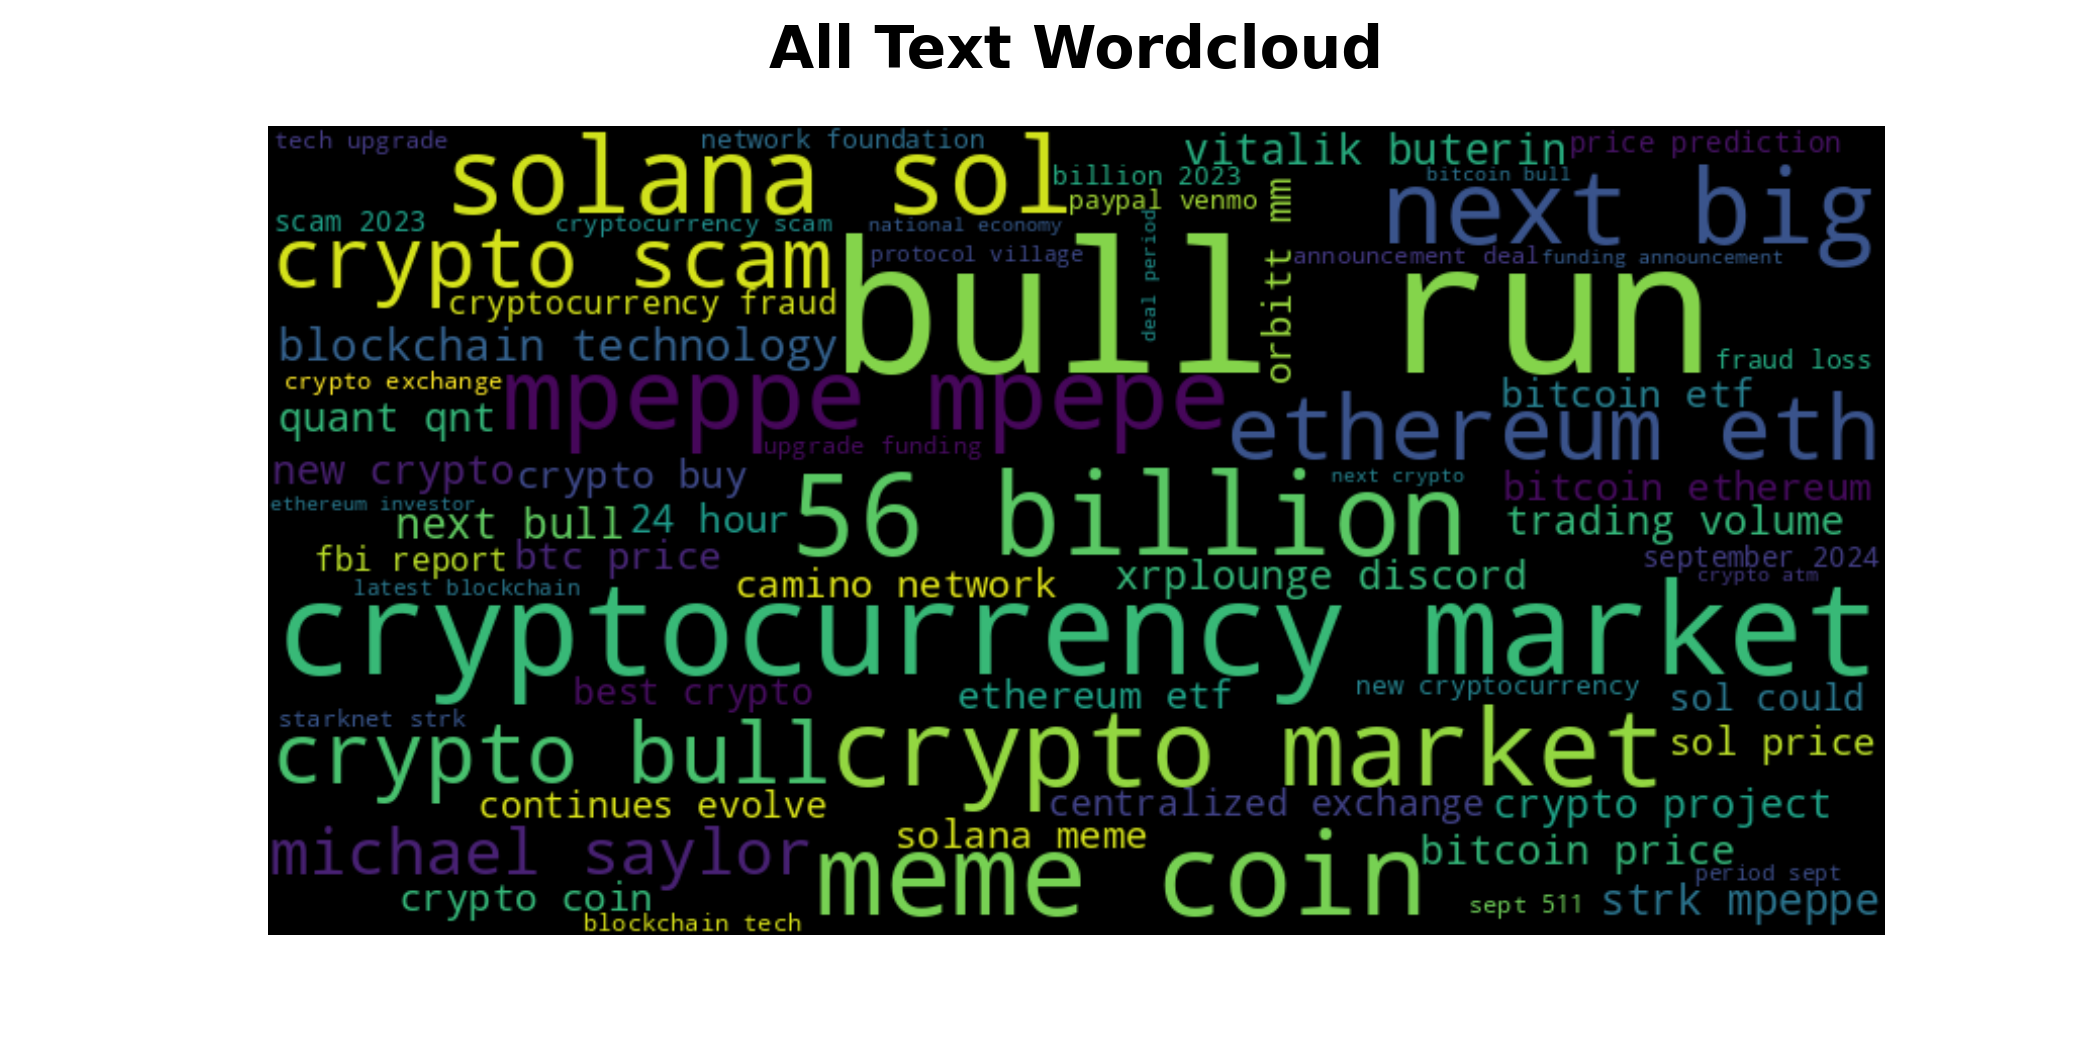 All Text Wordcloud
tech upgrade
solana sol
network foundation
vitalik buterin
price prediction
billion 2023
bitcoin bull
next big
paypal venmo
scam 2023
cryptocurrency scam
national economy
crypto scam
protocol village
deal period
orbitt mm
announcement deal
funding announcement
bull run
cryptocurrency fraud
blockchain technology
fraud loss
crypto exchange
mpeppe mpepe
bitcoin etf
quant qnt
ethereum eth
upgrade funding
new crypto
crypto buy
next crypto
bitcoin ethereum
ethereum investor
56 billion
next bull
24 hour
trading volume
fbi report
btc price
september 2024
latest blockchain
camino network
xrplounge discord
crypto atm
cryptocurrency market
best crypto
ethereum etf
new cryptocurrency
sol could
starknet strk
crypto bull
crypto market
sol price
continues evolve
centralized exchange
crypto project
michael saylor
solana meme
meme coin
bitcoin price
period sept
crypto coin
sept 511
strk mpeppe
blockchain tech